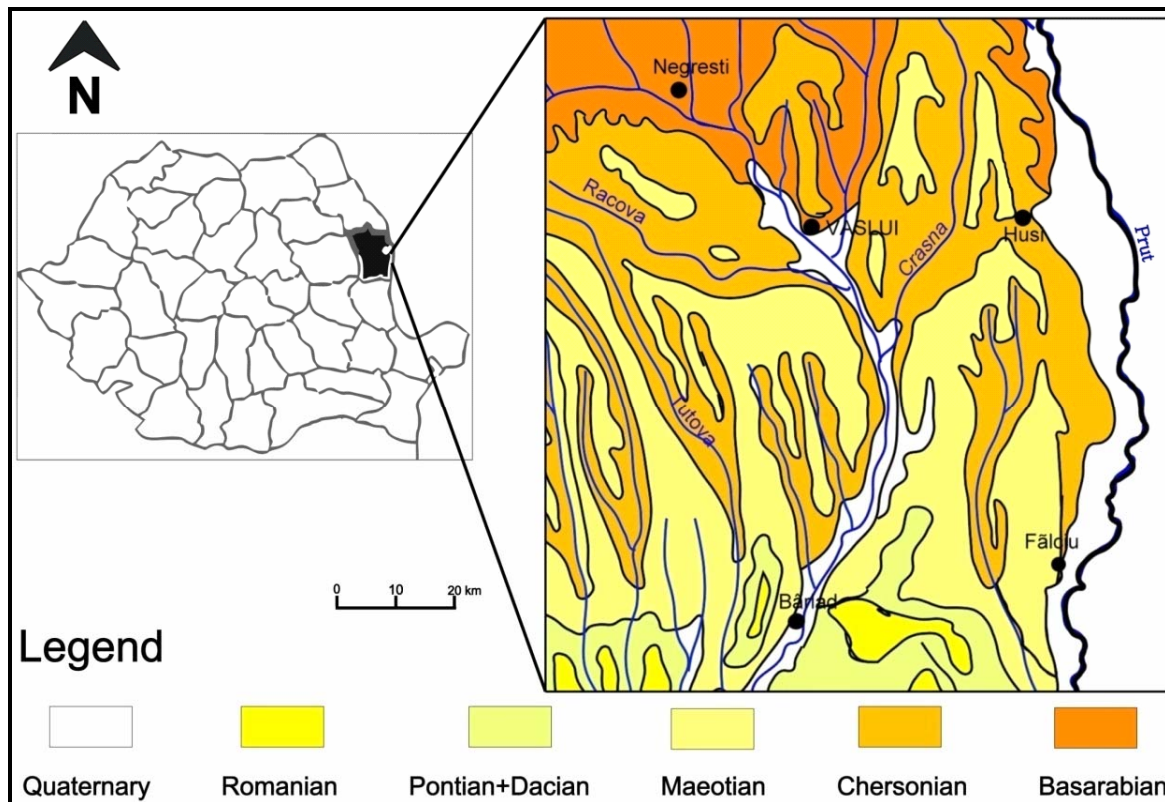 N
Negresti
Racova
VASLUI
Crasna
Husi
Prut
Tutova
Fălciu
Bârlad
0 10 20 km
Legend
Quaternary Romanian Pontian+Dacian Maeotian Chersonian Basarabian